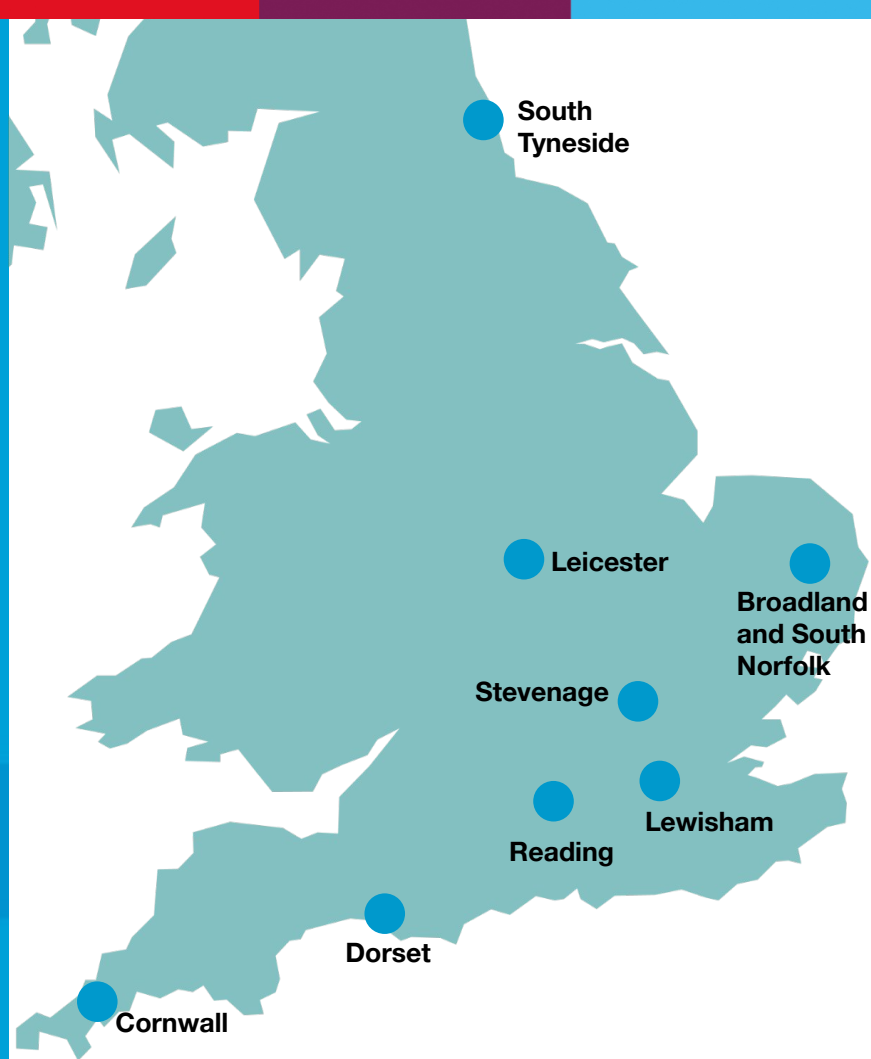 South
Tyneside
Leicester
Broadland
and South
Norfolk
Stevenage
Lewisham
Reading
Dorset
Cornwall